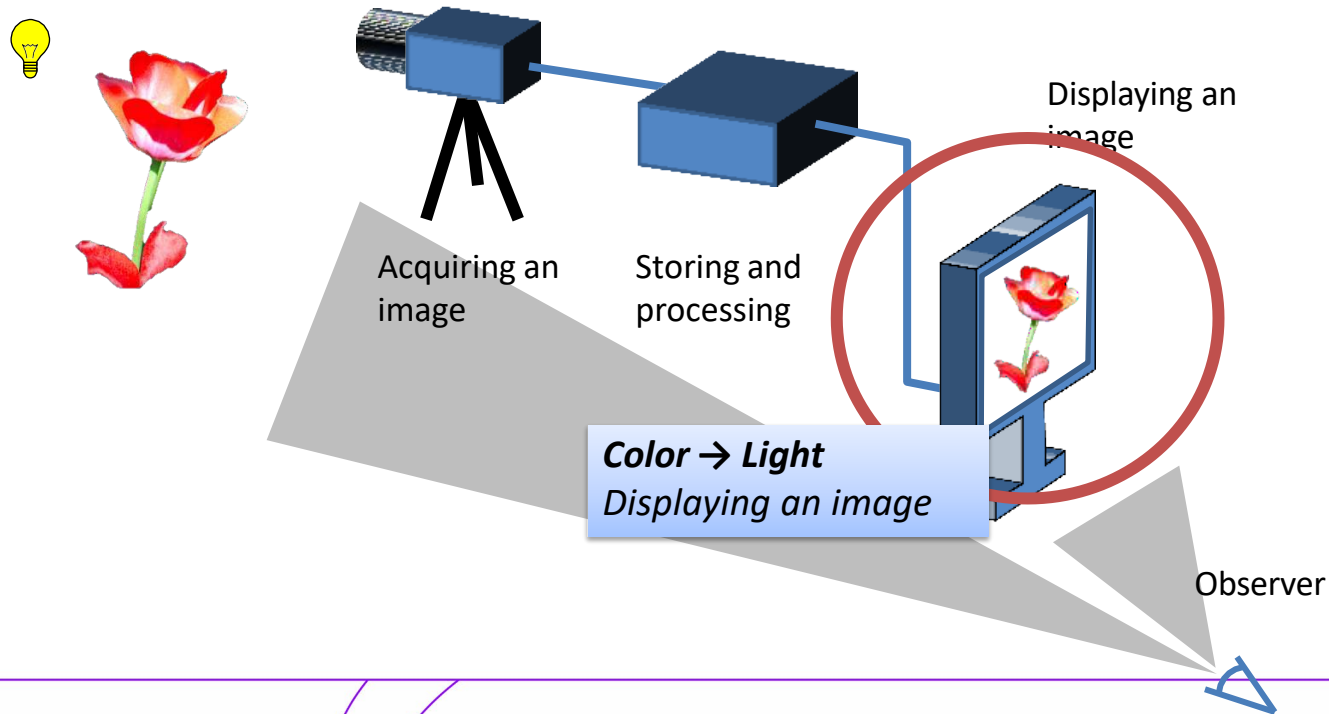 Displaying an
image
Acquiring an
image
Storing and
processing
Color → Light
Displaying an image
Observer